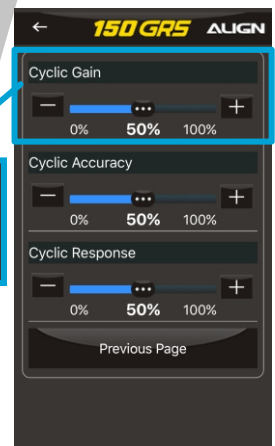 150 GRS ALIGN
Cyclic Gain
0% 50% 100%
Cyclic Accuracy
0% 50% 100%
Cyclic Response
0% 50% 100%
Previous Page